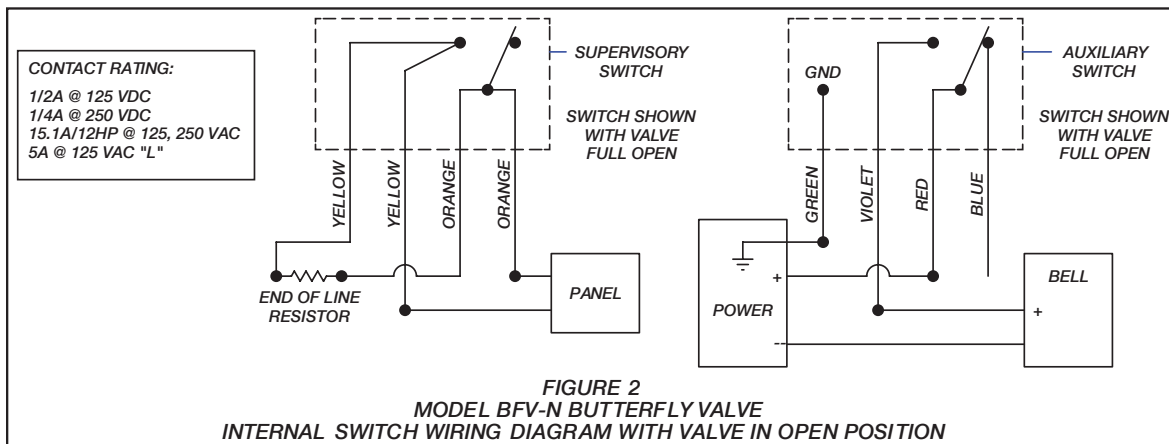 CONTACT RATING:
1/2A @ 125 VDC
1/4A @ 250 VDC
15.1A/12HP @ 125, 250 VAC
5A @ 125 VAC "L"
SUPERVISORY
SWITCH
SWITCH SHOWN
WITH VALVE
FULL OPEN
YELLOW
YELLOW
ORANGE
ORANGE
END OF LINE
RESISTOR
PANEL
GND
AUXILIARY
SWITCH
SWITCH SHOWN
WITH VALVE
FULL OPEN
GREEN
VIOLET
RED
BLUE
POWER
+
--
BELL
+
FIGURE 2
MODEL BFV-N BUTTERFLY VALVE
INTERNAL SWITCH WIRING DIAGRAM WITH VALVE IN OPEN POSITION